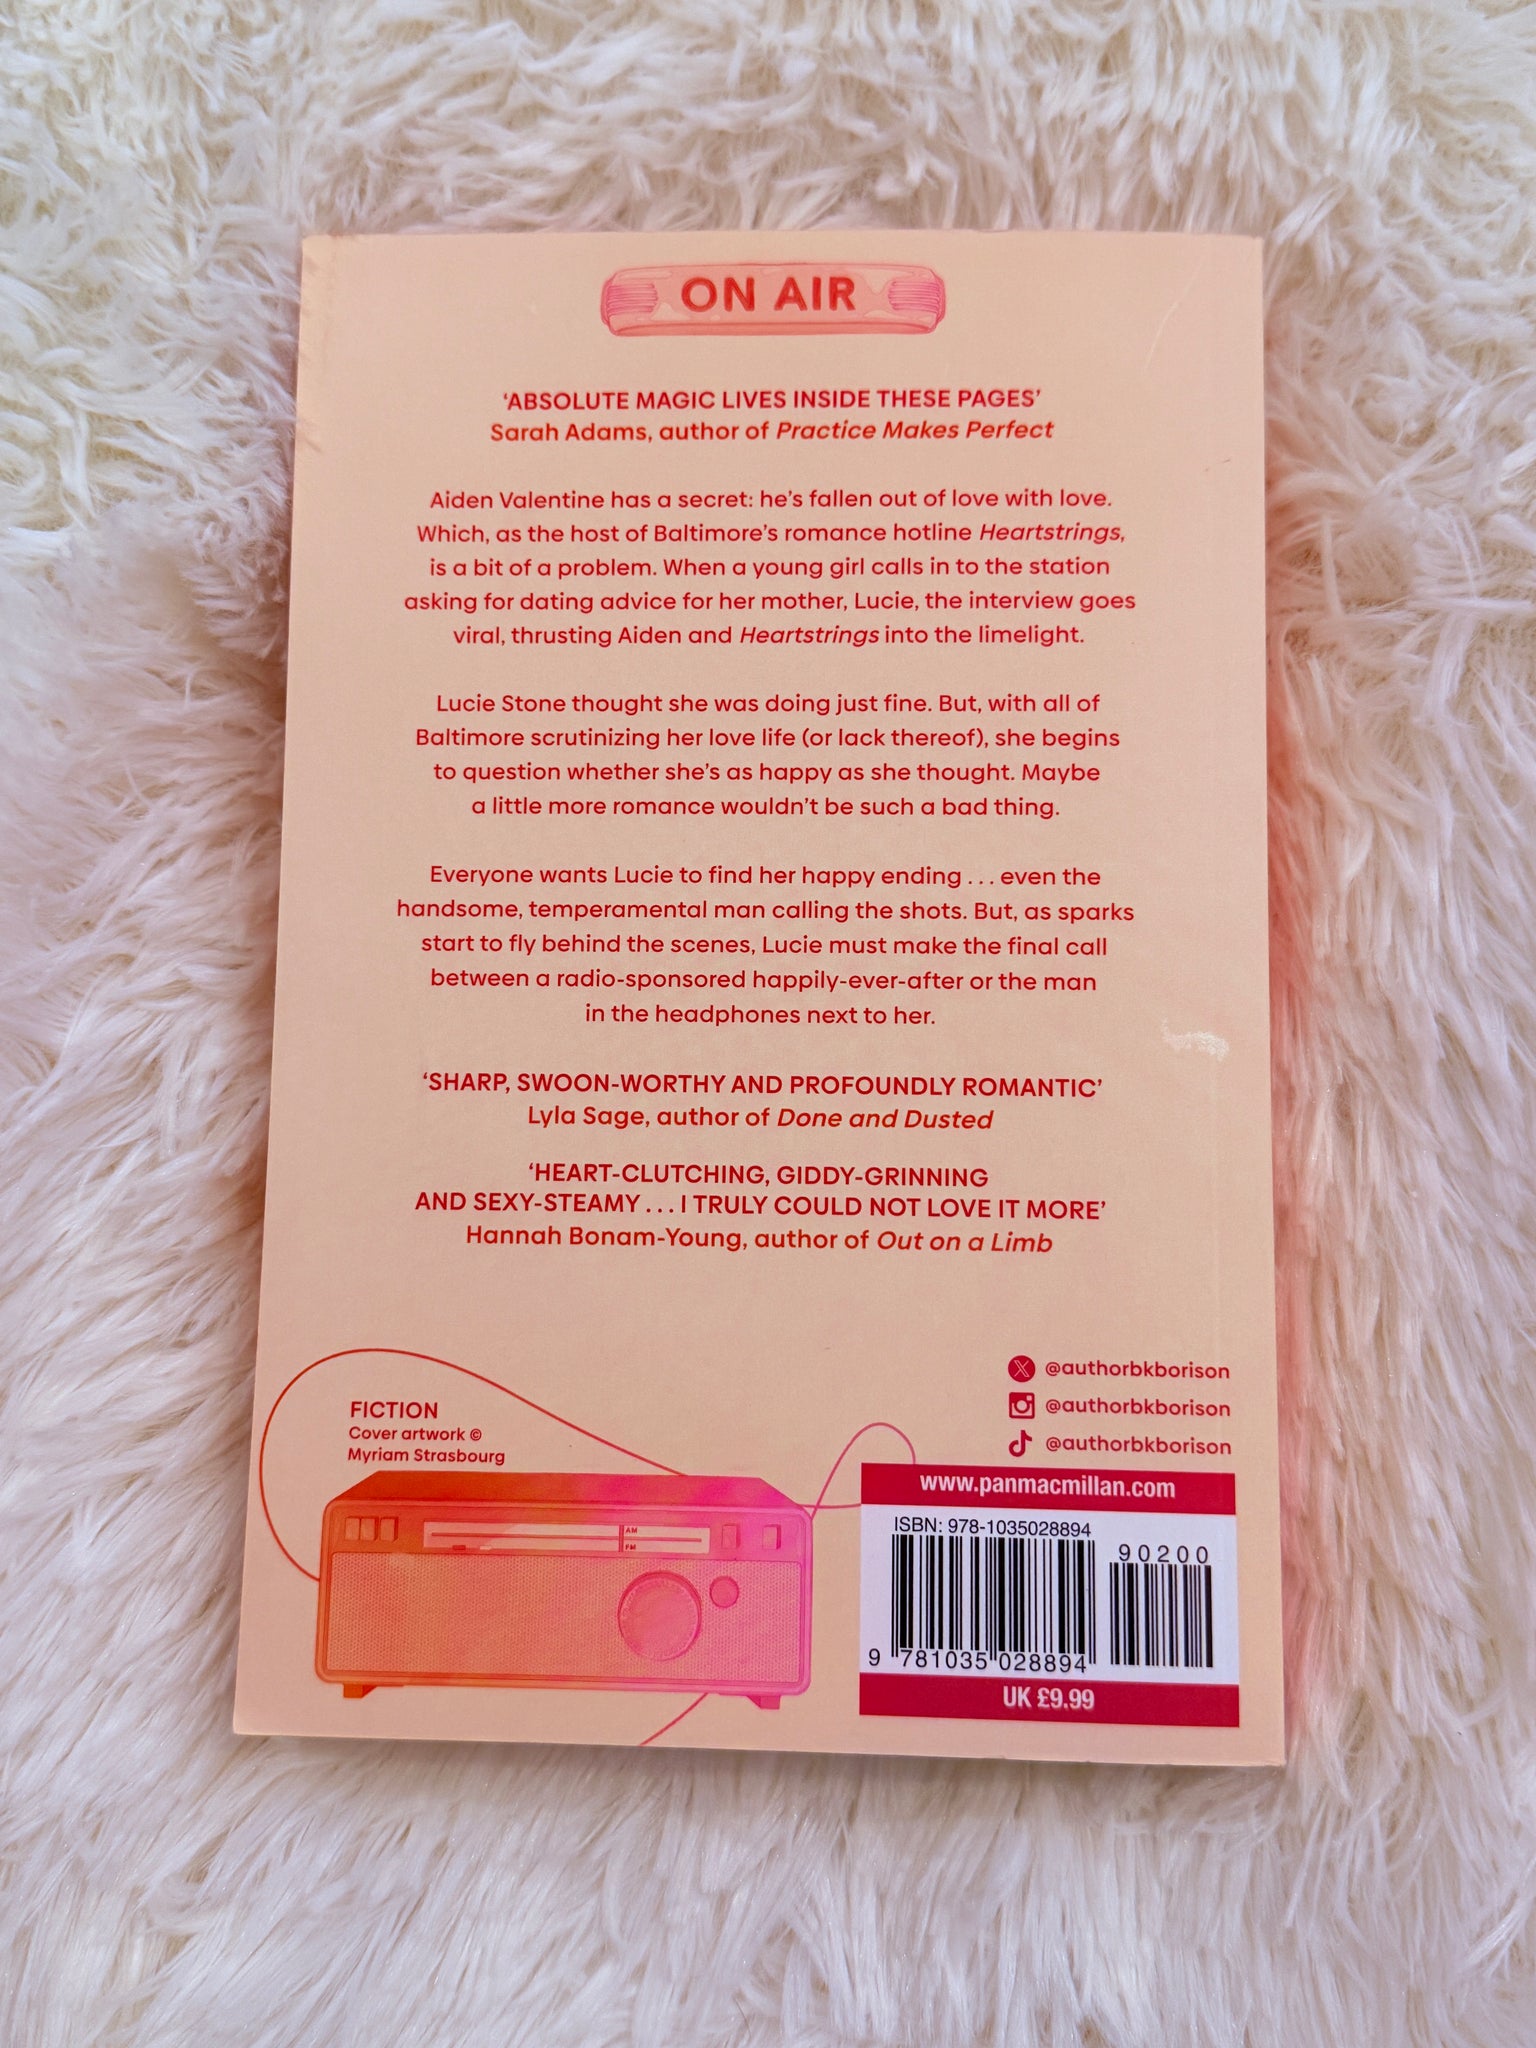 ON AIR
‘ABSOLUTE MAGIC LIVES INSIDE THESE PAGES’
Sarah Adams, author of Practice Makes Perfect
Aiden Valentine has a secret: he’s fallen out of love with love.
Which, as the host of Baltimore’s romance hotline Heartstrings,
is a bit of a problem. When a young girl calls in to the station
asking for dating advice for her mother, Lucie, the interview goes
viral, thrusting Aiden and Heartstrings into the limelight.
Lucie Stone thought she was doing just fine. But, with all of
Baltimore scrutinizing her love life (or lack thereof), she begins
to question whether she’s as happy as she thought. Maybe
a little more romance wouldn’t be such a bad thing.
Everyone wants Lucie to find her happy ending . . . even the
handsome, temperamental man calling the shots. But, as sparks
start to fly behind the scenes, Lucie must make the final call
between a radio-sponsored happily-ever-after or the man
in the headphones next to her.
‘SHARP, SWOON-WORTHY AND PROFOUNDLY ROMANTIC’
Lyla Sage, author of Done and Dusted
‘HEART-CLUTCHING, GIDDY-GRINNING
AND SEXY-STEAMY . . . I TRULY COULD NOT LOVE IT MORE’
Hannah Bonam-Young, author of Out on a Limb
FICTION
Cover artwork ©
Myriam Strasbourg
AM
FM
@authorbkborison
@authorbkborison
@authorbkborison
www.panmacmillan.com
ISBN: 978-1035028894
90200
9 781035 028894
UK £9.99